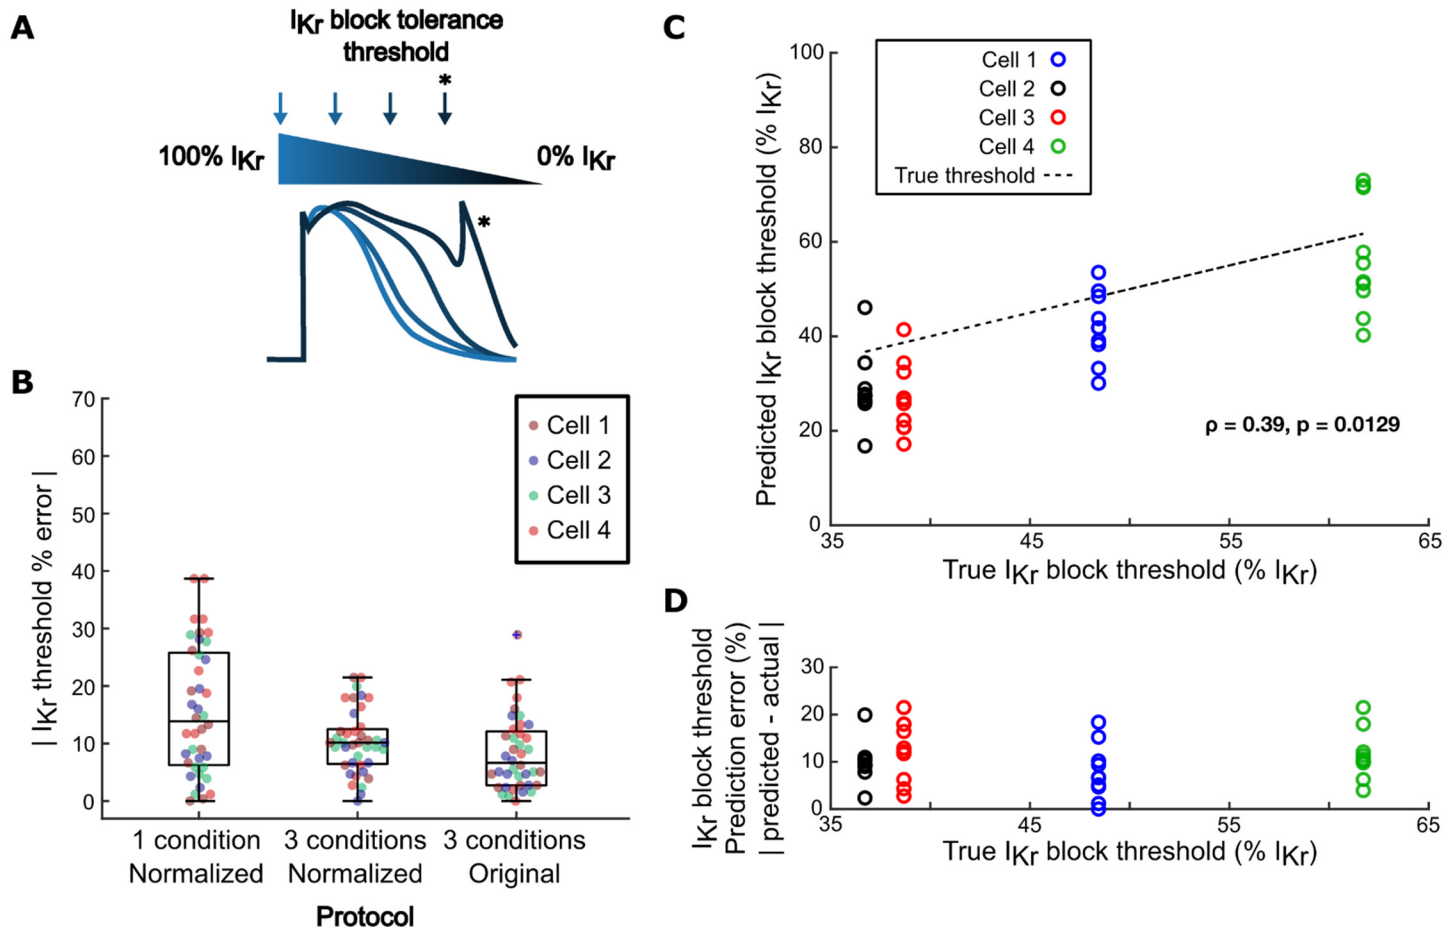 A
IKr block tolerance
threshold
*
100% IKr
0% IKr
*
B
70
60
50
40
30
20
10
0
| IKr threshold % error |
Cell 1
Cell 2
Cell 3
Cell 4
1 condition
Normalized
3 conditions
Normalized
3 conditions
Original
Protocol
C
100
80
60
40
20
0
Predicted IKr block threshold (% IKr)
Cell 1
Cell 2
Cell 3
Cell 4
True threshold
ρ = 0.39, p = 0.0129
35
45
55
65
True IKr block threshold (% IKr)
D
IKr block threshold
Prediction error (%)
| predicted - actual |
30
20
10
0
35
45
55
65
True IKr block threshold (% IKr)